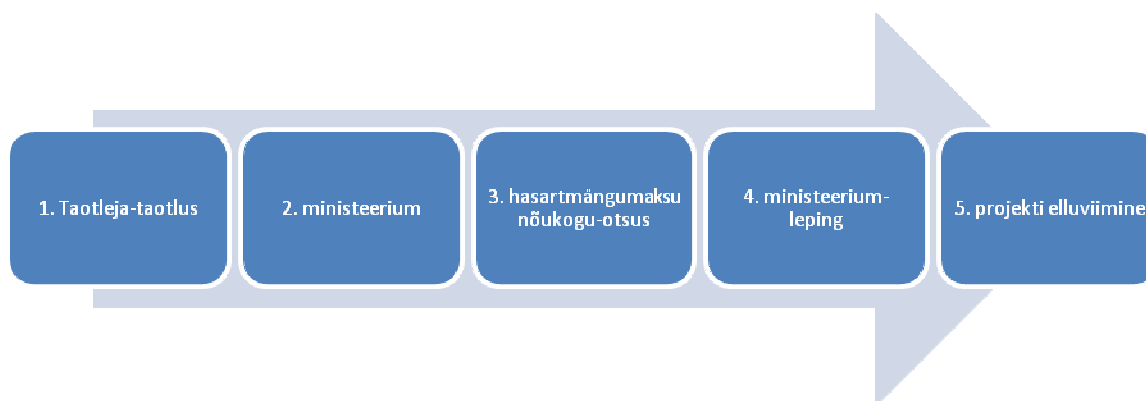 1. Taotleja-taotlus
2. ministeerium
3. hasartmängumaksu
nõukogu-otsus
4. ministeerium-
leping
5. projekti elluviimine